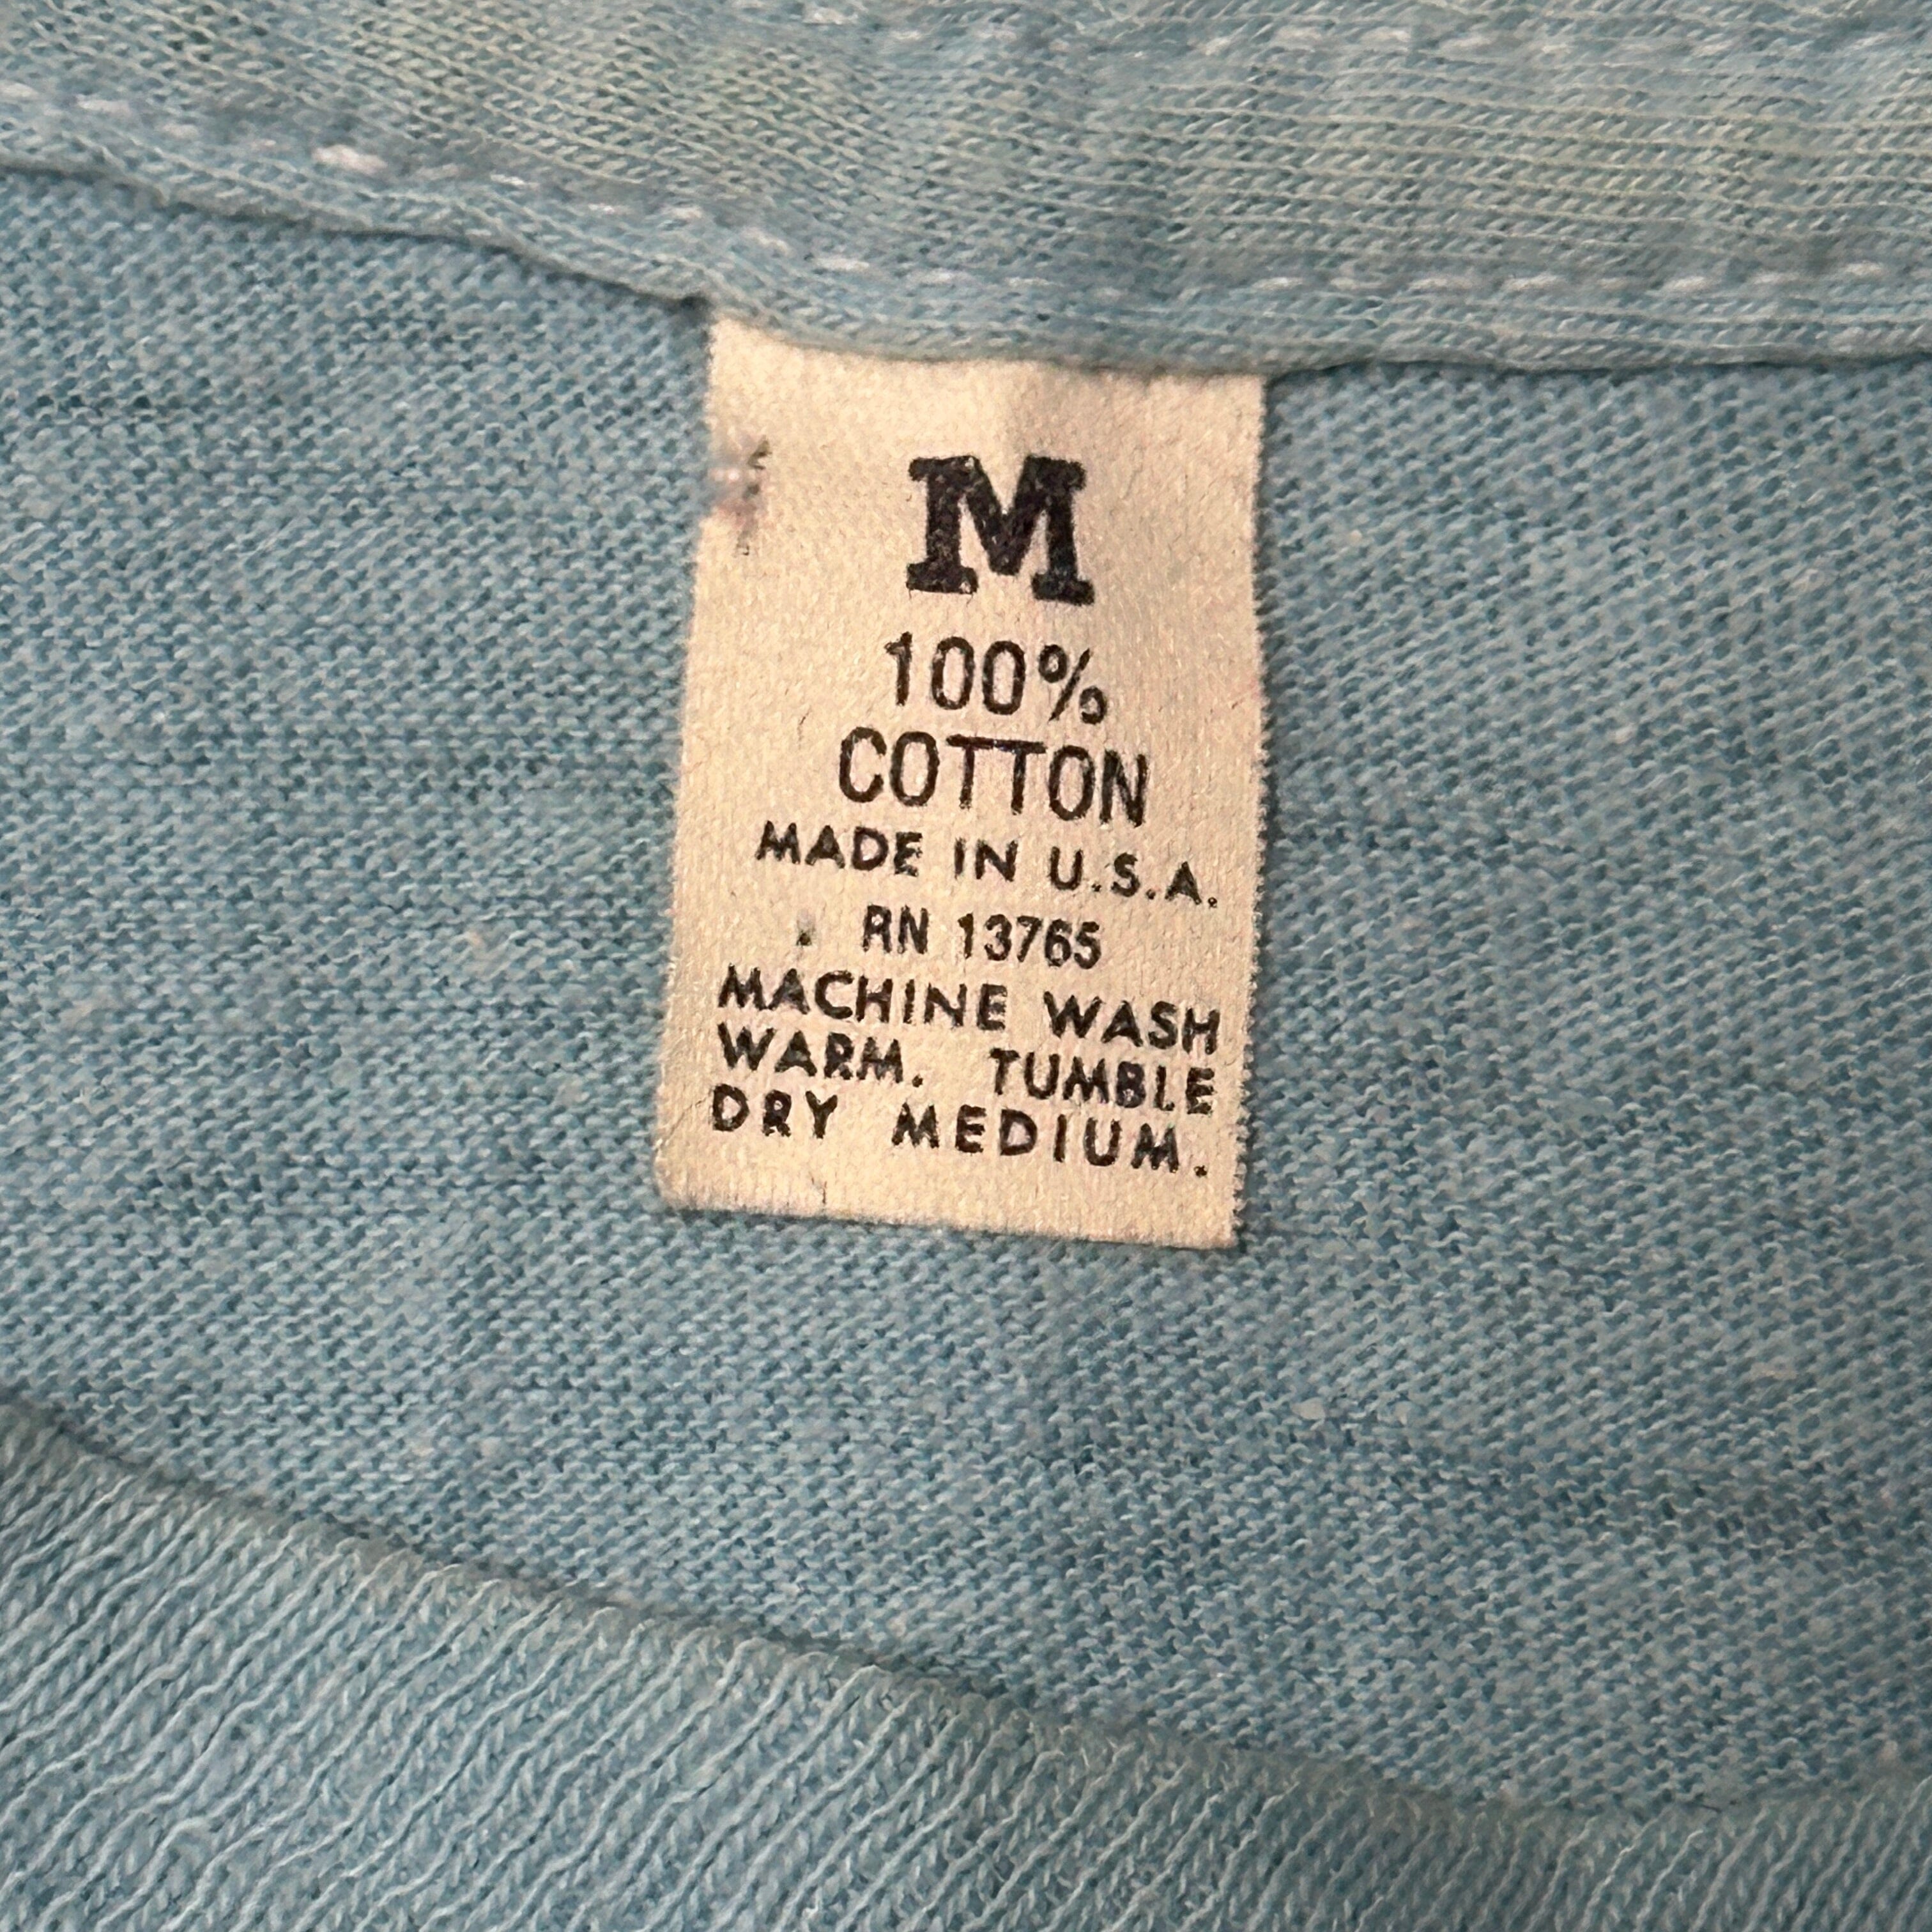 M
100%
COTTON
MADE IN U.S.A.
RN 13765
MACHINE WASH
WARM. TUMBLE
DRY MEDIUM.